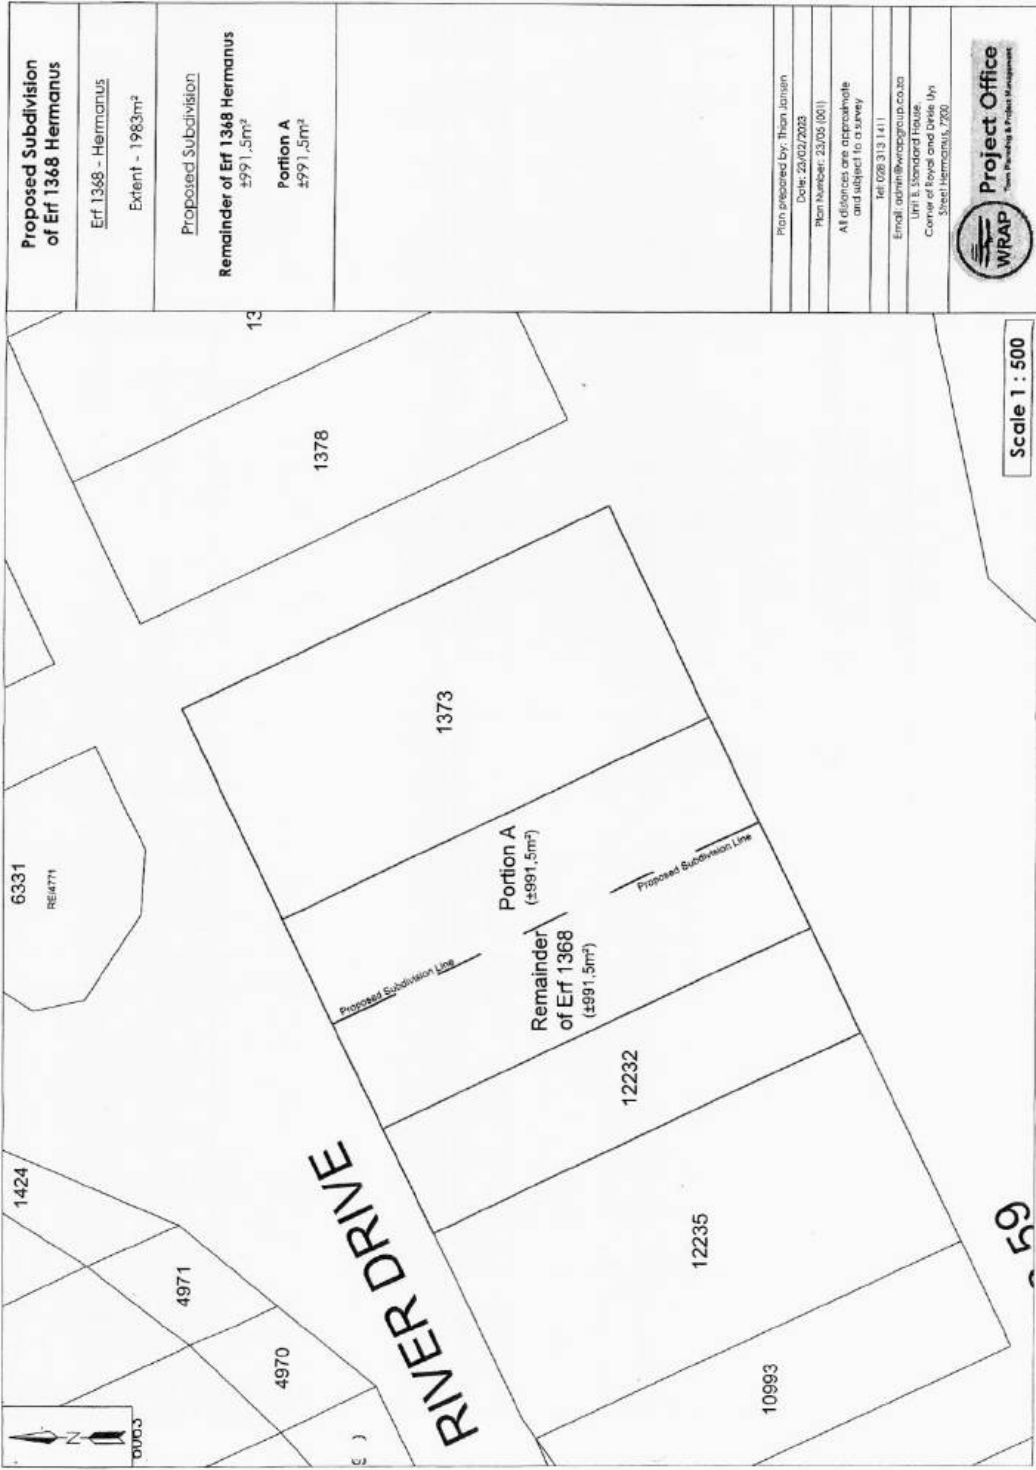 Proposed Subdivision
of Erf 1368 Hermanus
Erf 1368 - Hermanus
Extent - 1983m²
Proposed Subdivision
Remainder of Erf 1368 Hermanus
±991,5m²
Portion A
±991,5m²
Plan prepared by: Thian Jansen
Date: 23/02/2023
Plan Number: 23/05 (001)
All distances are approximate
and subject to a survey
Tel: 028 313 1411
Email: admin@wrapgroup.co.za
Unit 8, Standard House,
Corner of Royal and Dirkie Uys
Street Hermanus, 7200
WRAP
Project Office
Town Planning & Project Management
N
6331
RE/4771
1424
4971
4970
13
1378
1373
Portion A
(±991,5m²)
Remainder
of Erf 1368
(±991,5m²)
Proposed Subdivision Line
Proposed Subdivision Line
12232
12235
10993
RIVER DRIVE
59
Scale 1 : 500